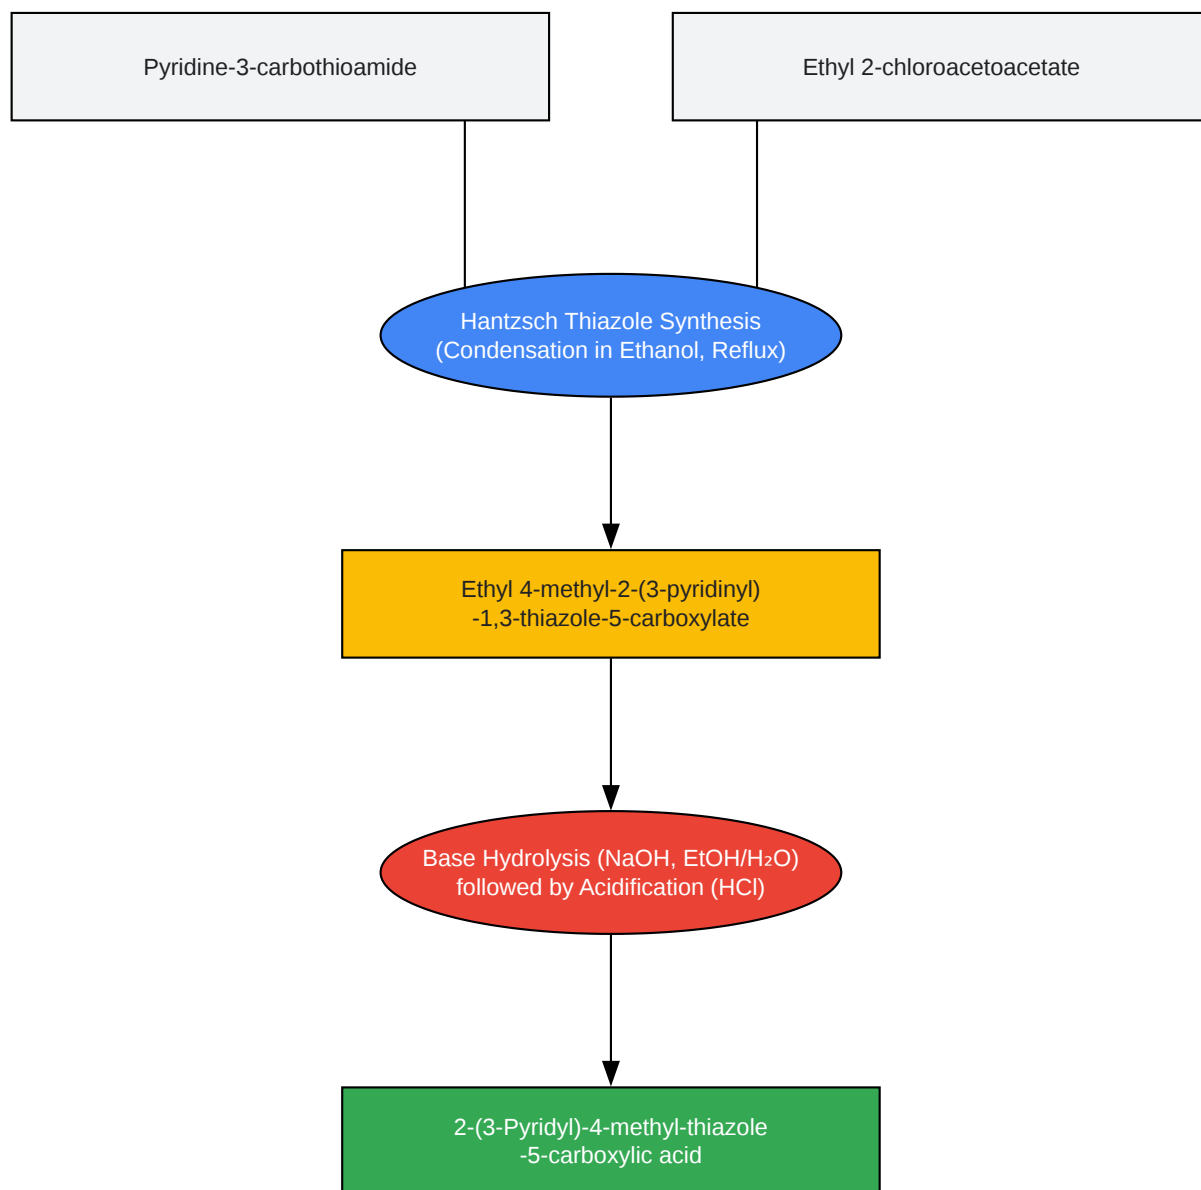 Pyridine-3-carbothioamide
Ethyl 2-chloroacetoacetate
Hantzsch Thiazole Synthesis
(Condensation in Ethanol, Reflux)
Ethyl 4-methyl-2-(3-pyridinyl)
-1,3-thiazole-5-carboxylate
Base Hydrolysis (NaOH, EtOH/H₂O)
followed by Acidification (HCl)
2-(3-Pyridyl)-4-methyl-thiazole
-5-carboxylic acid